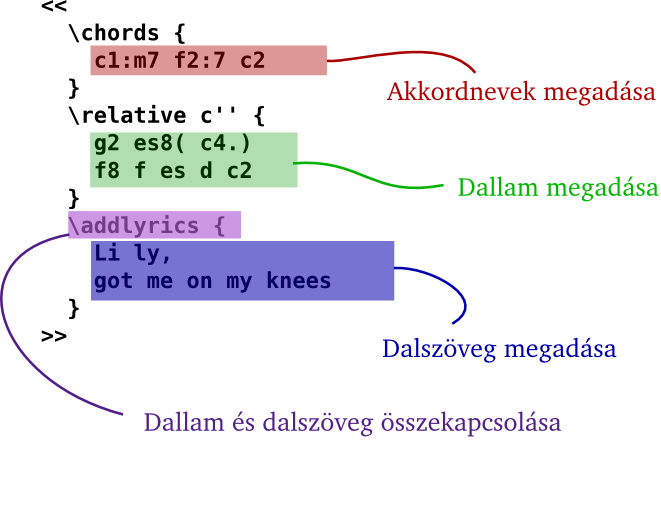 <<
\chords {
c1:m7 f2:7 c2
Akkordnevek megadása
}
\relative c'' {
g2 es8( c4.)
f8 f es d c2
Dallam megadása
}
\addlyrics {
Li ly,
got me on my knees
}
>>
Dalszöveg megadása
Dallam és dalszöveg összekapcsolása